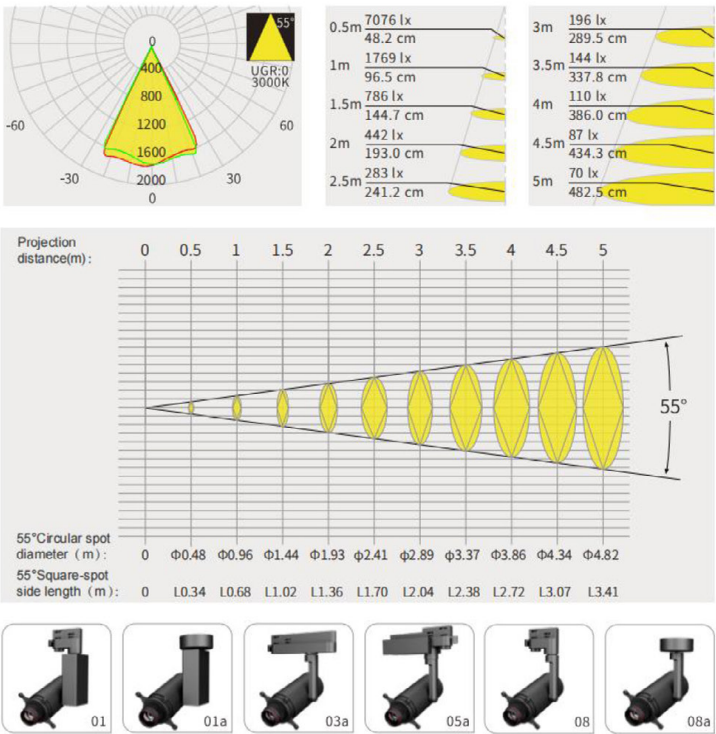 55°
UGR:0
3000K
0
400
800
1200
1600
2000
0
-60
60
-30
30
0.5m 7076 lx
48.2 cm
1m 1769 lx
96.5 cm
1.5m 786 lx
144.7 cm
2m 442 lx
193.0 cm
2.5m 283 lx
241.2 cm
3m 196 lx
289.5 cm
3.5m 144 lx
337.8 cm
4m 110 lx
386.0 cm
4.5m 87 lx
434.3 cm
5m 70 lx
482.5 cm
Projection
distance(m): 0 0.5 1 1.5 2 2.5 3 3.5 4 4.5 5
55°
55°Circular spot
diameter (m): 0 Φ0.48 Φ0.96 Φ1.44 Φ1.93 Φ2.41 φ2.89 Φ3.37 Φ3.86 Φ4.34 Φ4.82
55°Square-spot
side length (m): 0 L0.34 L0.68 L1.02 L1.36 L1.70 L2.04 L2.38 L2.72 L3.07 L3.41
01 01a 03a 05a 08 08a